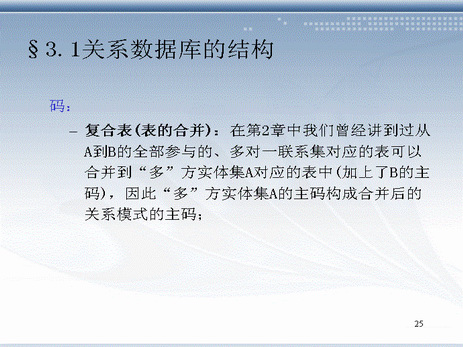 §3.1关系数据库的结构
码：
– 复合表(表的合并)：在第2章中我们曾经讲到过从
A到B的全部参与的、多对一联系集对应的表可以
合并到“多”方实体集A对应的表中(加上了B的主
码)，因此“多”方实体集A的主码构成合并后的
关系模式的主码；
25